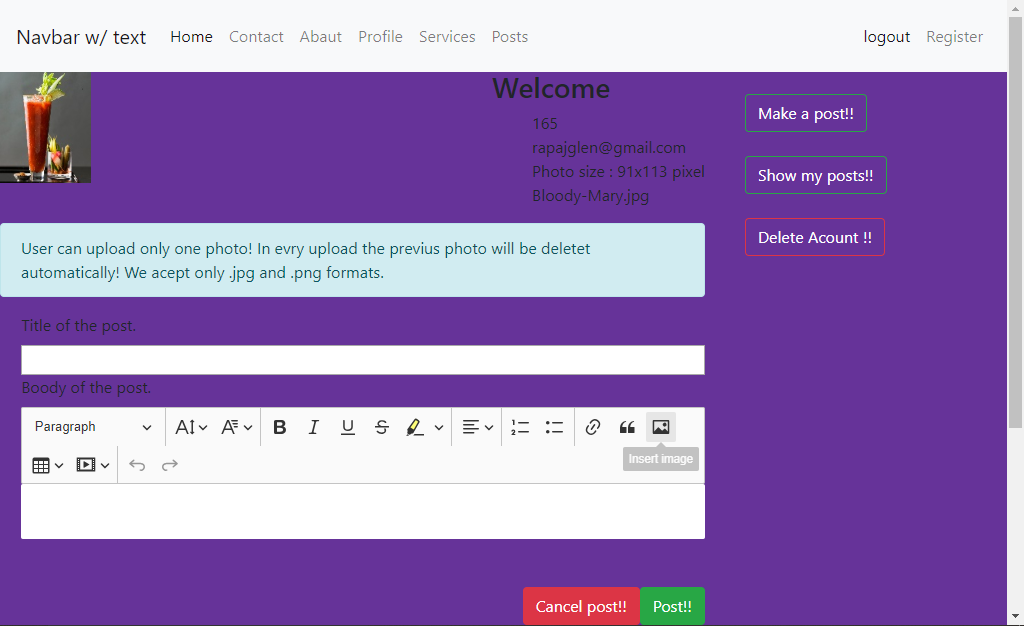 Navbar w/ text Home Contact Abaut Profile Services Posts logout Register
Welcome
165
rapajglen@gmail.com
Photo size : 91x113 pixel
Bloody-Mary.jpg
Make a post!!
Show my posts!!
Delete Acount !!
User can upload only one photo! In evry upload the previus photo will be deletet
automatically! We acept only .jpg and .png formats.
Title of the post.
Boody of the post.
Paragraph
Insert image
Cancel post!! Post!!